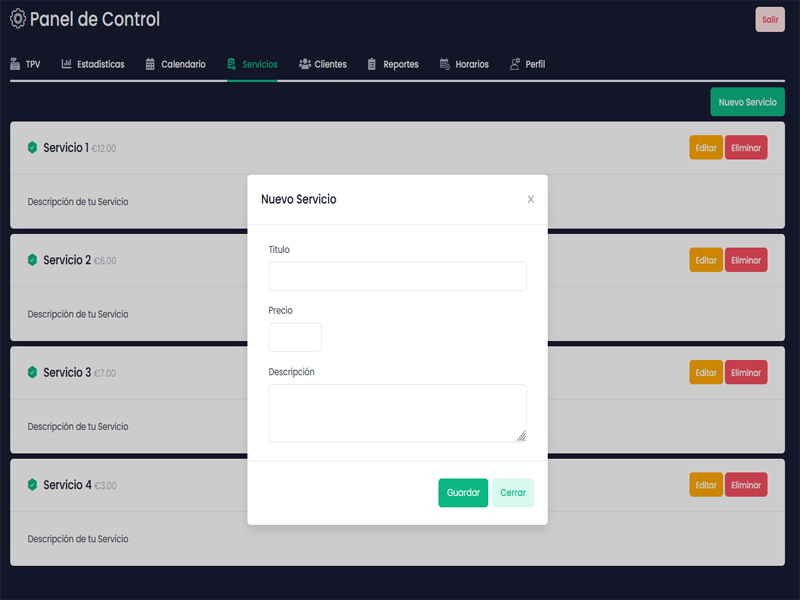 Panel de Control
Salir
TPV Estadísticas Calendario Servicios Clientes Reportes Horarios Perfil
Nuevo Servicio
Servicio 1 €12.00 Editar Eliminar
Descripción de tu Servicio
Servicio 2 €6.00 Editar Eliminar
Descripción de tu Servicio
Servicio 3 €7.00 Editar Eliminar
Descripción de tu Servicio
Servicio 4 €3.00 Editar Eliminar
Descripción de tu Servicio
Nuevo Servicio X
Título
Precio
Descripción
Guardar Cerrar